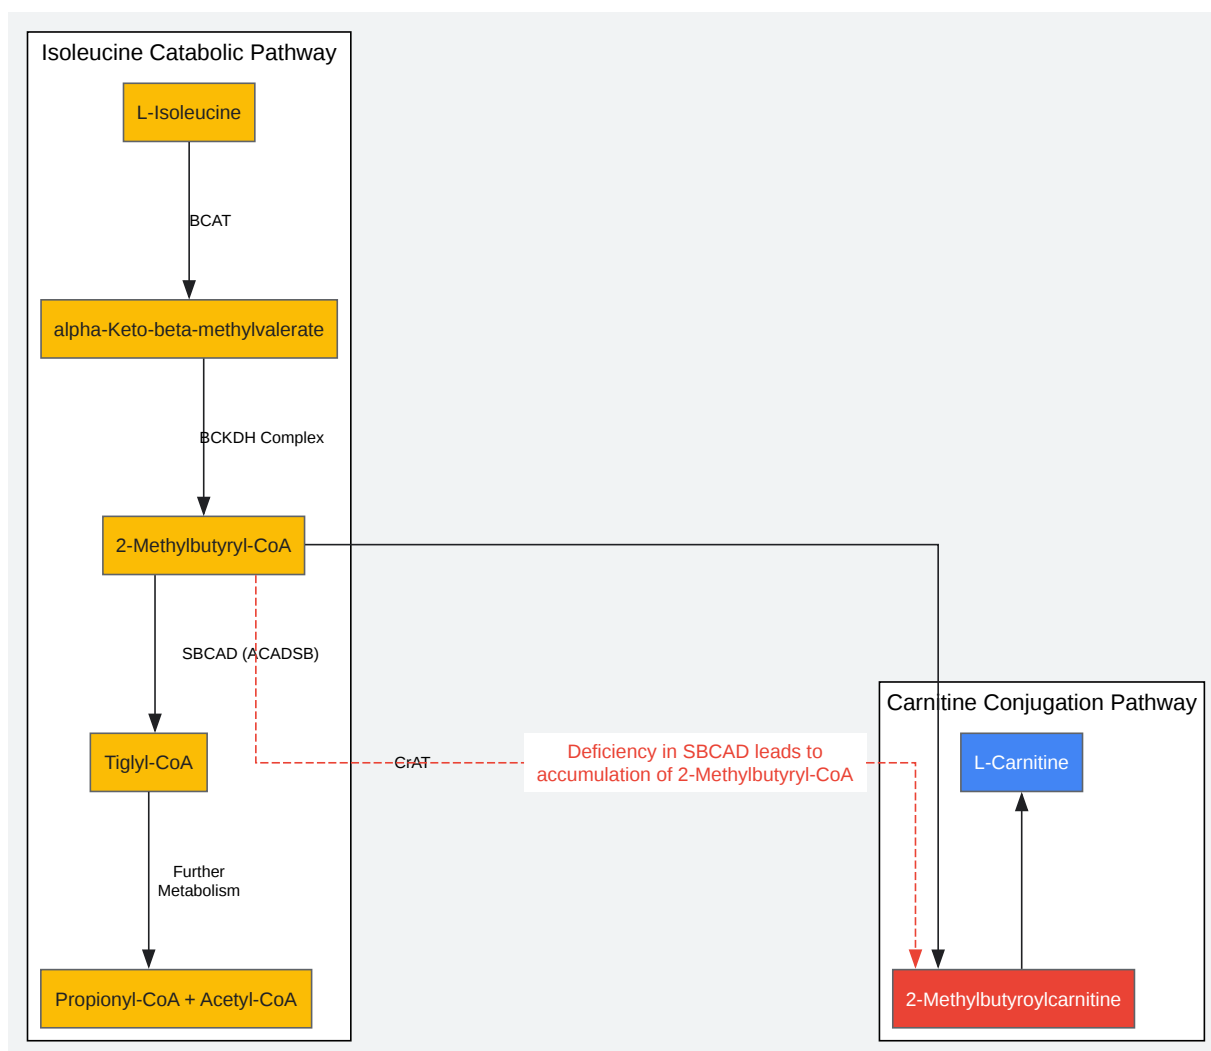 Isoleucine Catabolic Pathway
L-Isoleucine
BCAT
alpha-Keto-beta-methylvalerate
BCKDH Complex
2-Methylbutyryl-CoA
SBCAD (ACADSB)
Tiglyl-CoA
CrAT
Deficiency in SBCAD leads to
accumulation of 2-Methylbutyryl-CoA
Further
Metabolism
Propionyl-CoA + Acetyl-CoA
Carnitine Conjugation Pathway
L-Carnitine
2-Methylbutyroylcarnitine